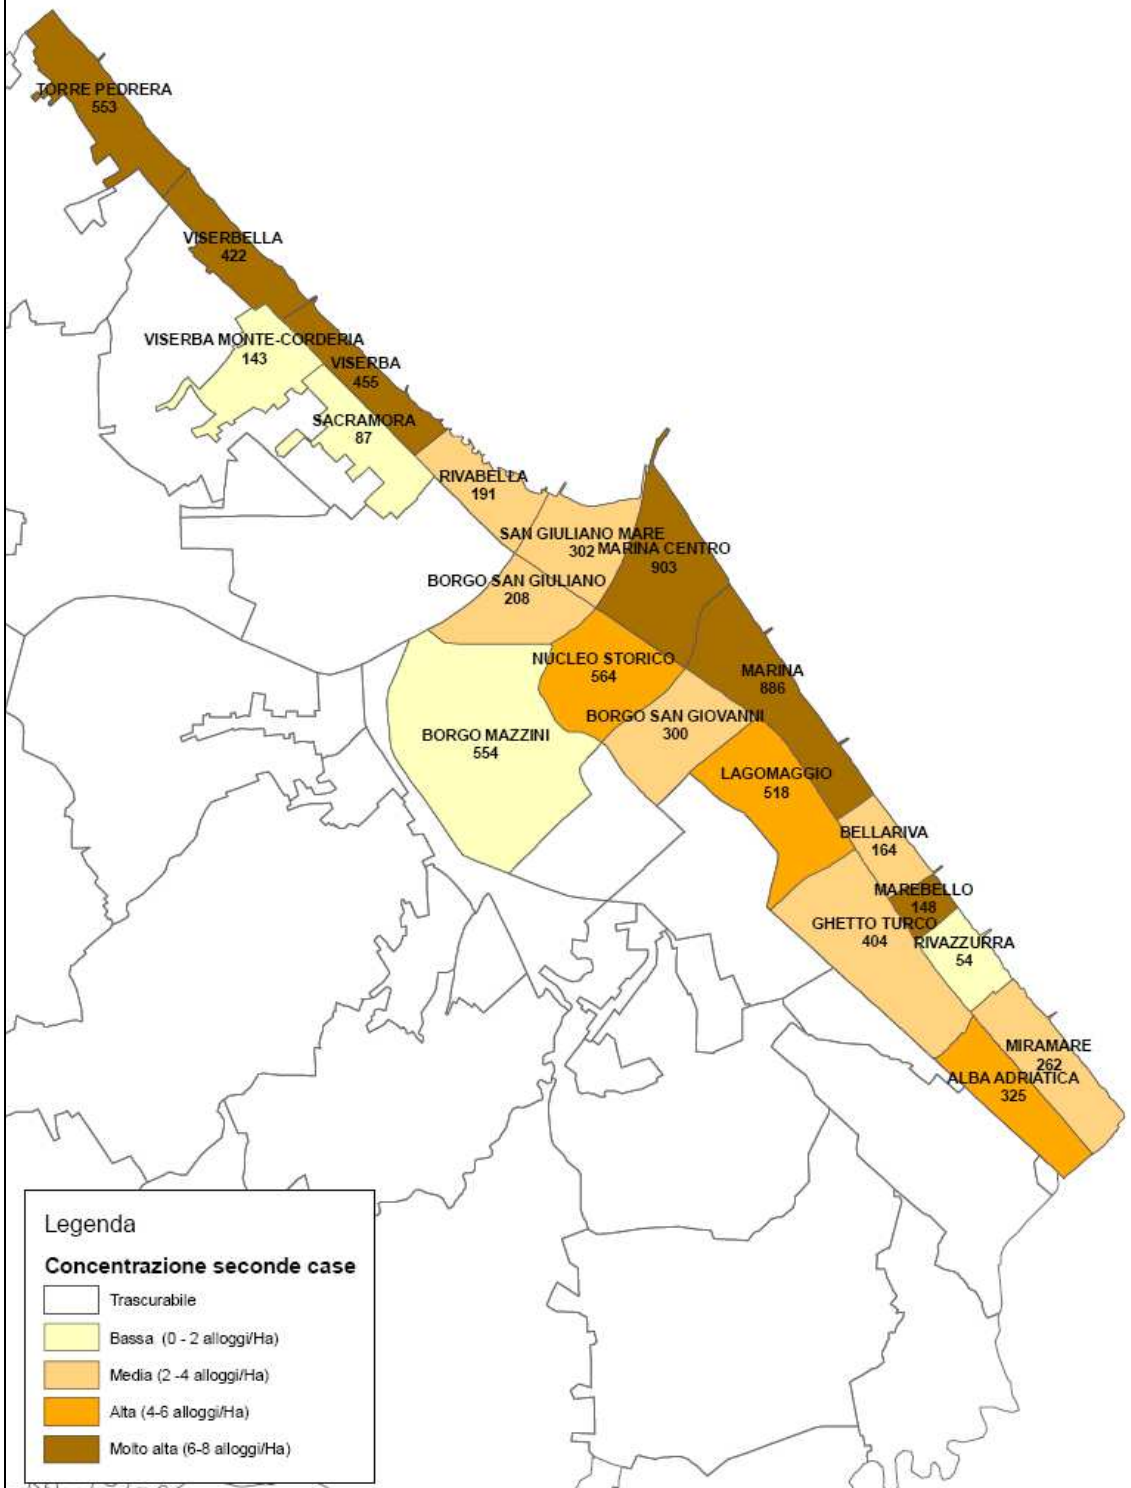 TORRE PEDRERA
553
VISERBELLA
422
VISERBA MONTE-CORDERIA
143
VISERBA
455
SACRAMORA
87
RIVABELLA
191
SAN GIULIANO MARE
302
MARINA CENTRO
903
BORGO SAN GIULIANO
208
NUCLEO STORICO
564
MARINA
886
BORGO SAN GIOVANNI
300
BORGO MAZZINI
554
LAGOMAGGIO
518
BELLARIVA
164
MAREBELLO
148
GHETTO TURCO
404
RIVAZZURRA
54
MIRAMARE
262
ALBA ADRIATICA
325
Legenda
Concentrazione seconde case
Trascurabile
Bassa (0 - 2 alloggi/Ha)
Media (2 -4 alloggi/Ha)
Alta (4-6 alloggi/Ha)
Molto alta (6-8 alloggi/Ha)